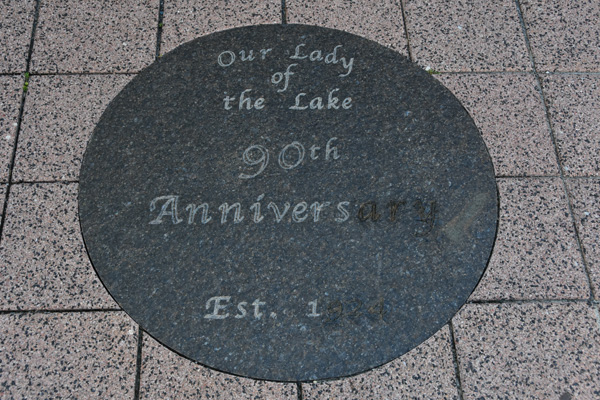 Our Lady
of
the Lake
90th
Anniversary
Est.